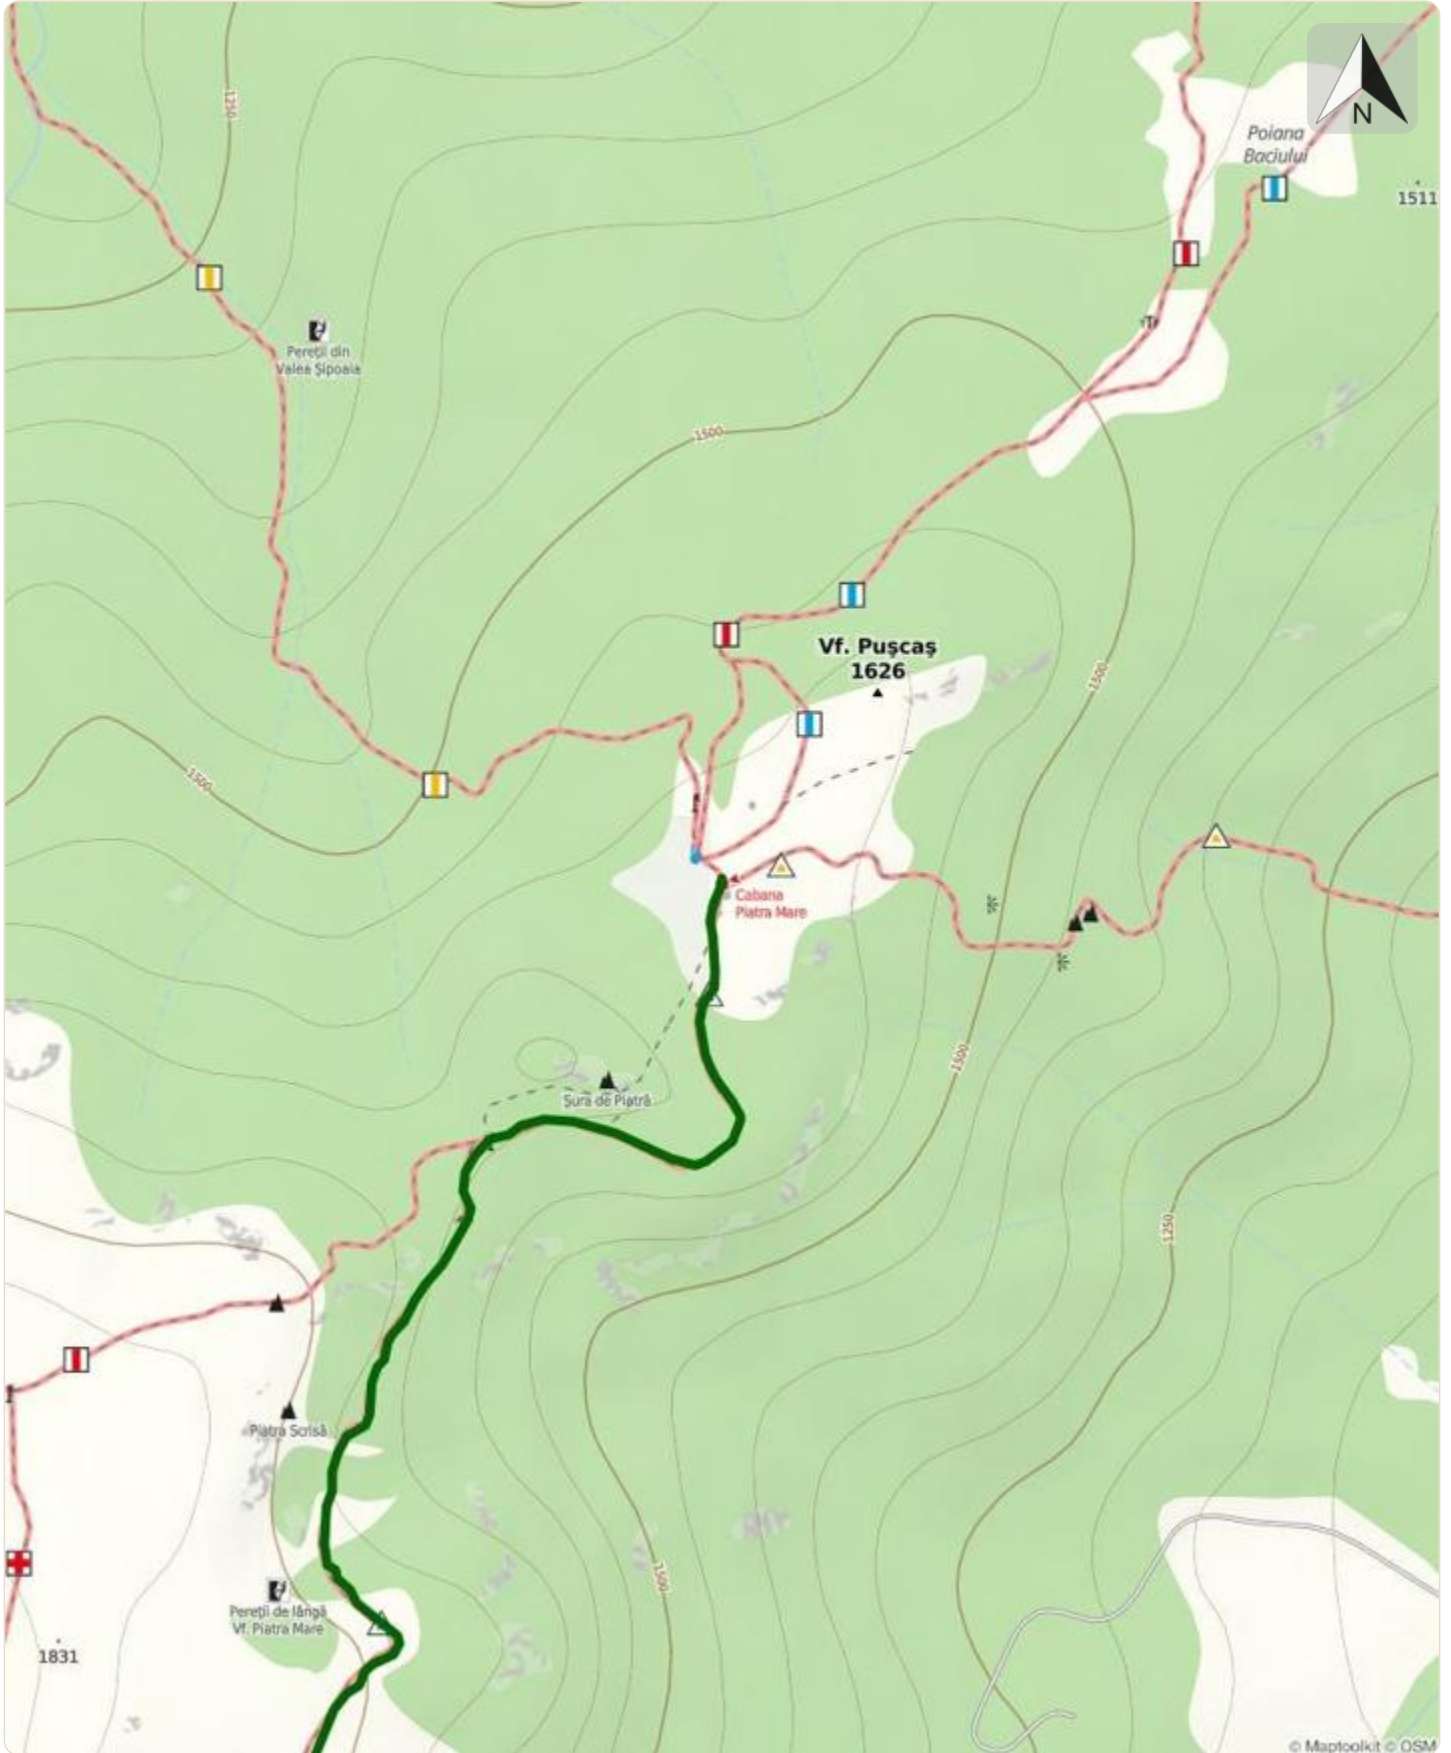 N
1250
Poiana
Baciului
1511
Pereții din
Valea Șipoaia
1500
Vf. Pușcaș
1626
1500
1500
Cabana
Piatra Mare
1500
Șura de Piatră
1250
Piatra Scrisă
1500
Pereții de lângă
Vf. Piatra Mare
1831
© Maptoolkit © OSM